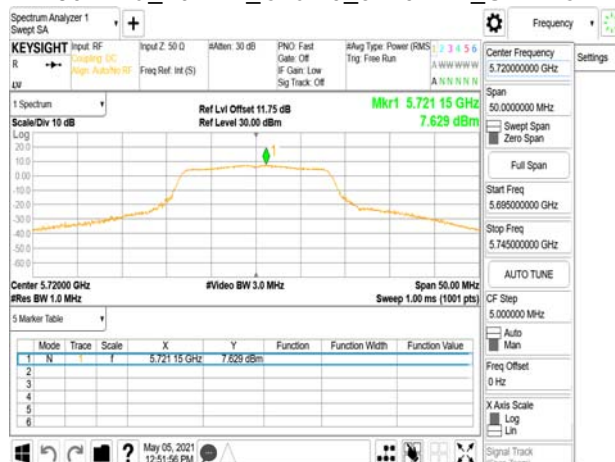 Spectrum Analyzer 1
Swept SA
Frequency
Settings
KEYSIGHT
Input: RF
Coupling: DC
Align: Auto/No RF
Input Z: 50 Ω
Freq Ref: Int (S)
#Atten: 30 dB
PNO: Fast
Gate: Off
IF Gain: Low
Sig Track: Off
#Avg Type: Power (RMS
Trig: Free Run
1 2 3 4 5 6
A W W W W W
A N N N N N
1 Spectrum
Scale/Div 10 dB
Ref Lvl Offset 11.75 dB
Ref Level 30.00 dBm
Mkr1 5.721 15 GHz
7.629 dBm
Log
20.0
10.0
0.00
-10.0
-20.0
-30.0
-40.0
-50.0
-60.0
1
Center 5.72000 GHz
#Res BW 1.0 MHz
#Video BW 3.0 MHz
Span 50.00 MHz
Sweep 1.00 ms (1001 pts)
5 Marker Table
Mode Trace Scale X Y Function Function Width Function Value
1 N 1 f 5.721 15 GHz 7.629 dBm
2
3
4
5
6
May 05, 2021
12:51:56 PM
Center Frequency
5.720000000 GHz
Span
50.0000000 MHz
Swept Span
Zero Span
Full Span
Start Freq
5.695000000 GHz
Stop Freq
5.745000000 GHz
AUTO TUNE
CF Step
5.000000 MHz
Auto
Man
Freq Offset
0 Hz
X Axis Scale
Log
Lin
Signal Track